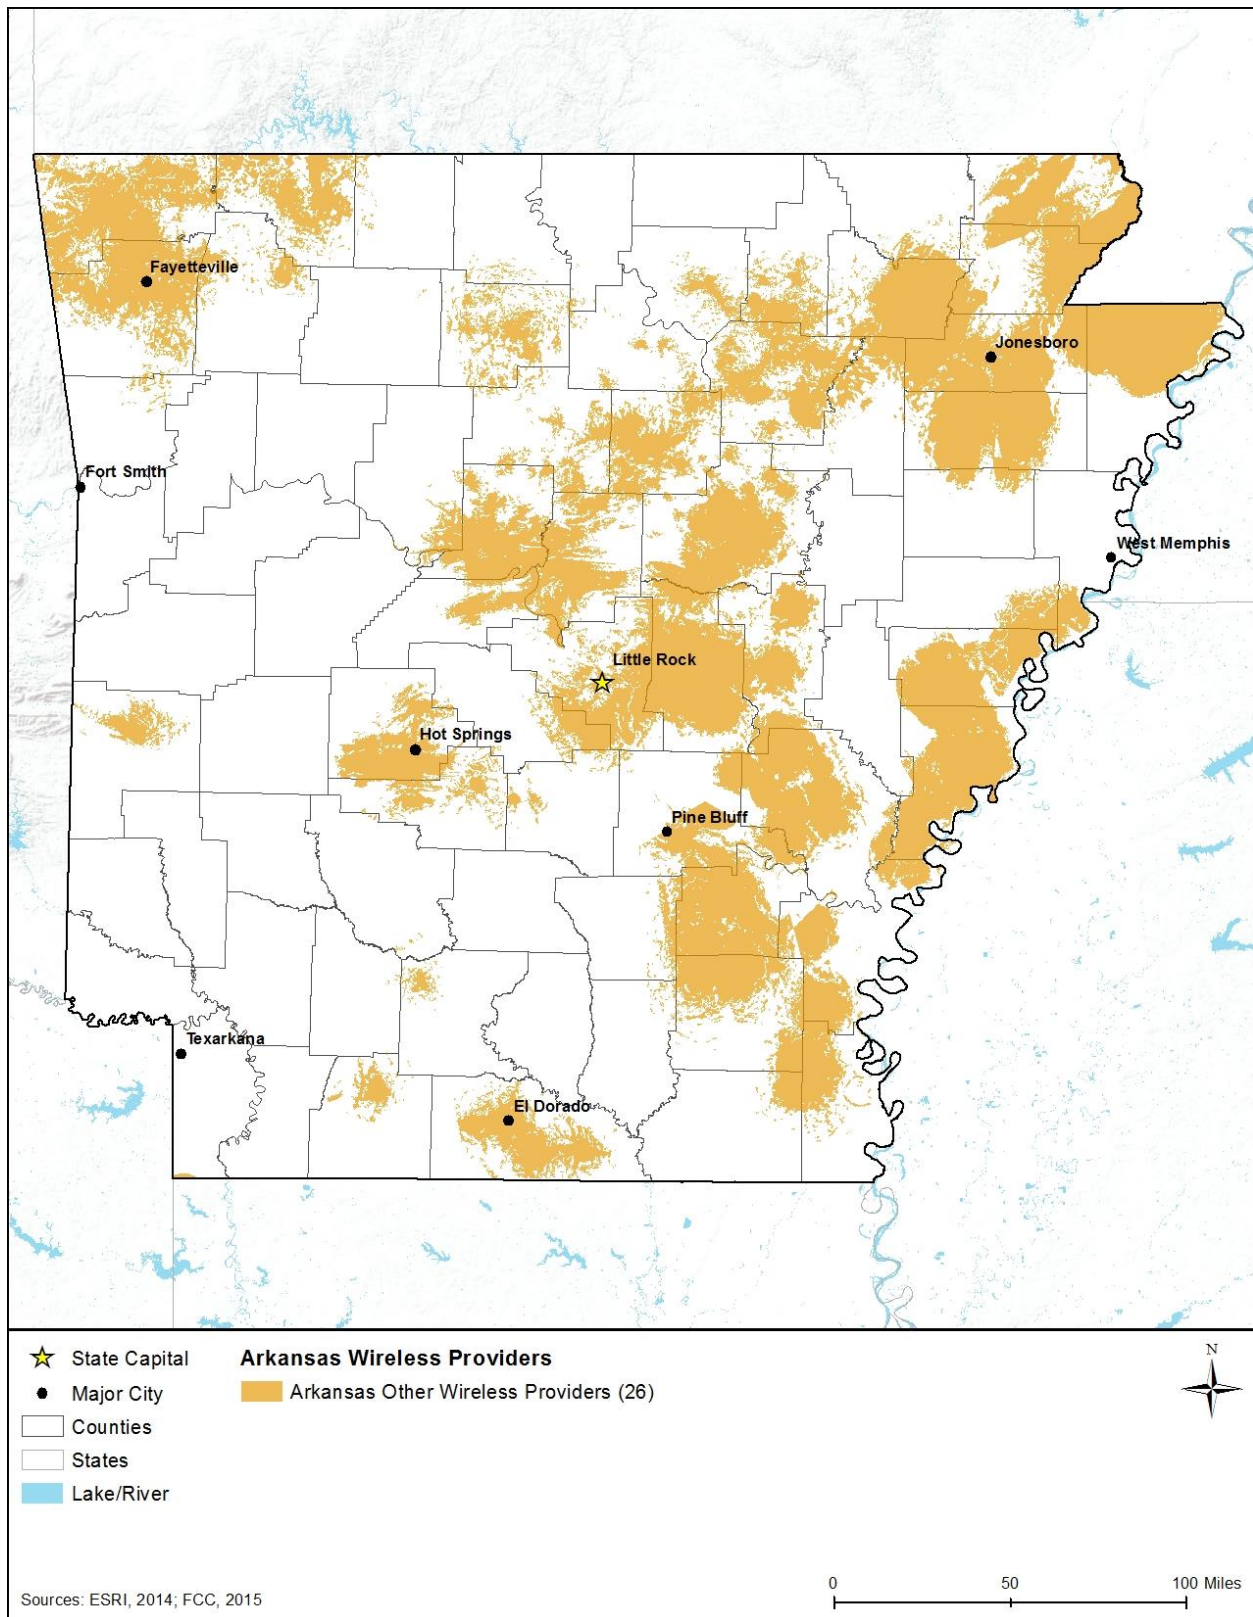 Fayetteville
Jonesboro
Fort Smith
West Memphis
Little Rock
Hot Springs
Pine Bluff
Texarkana
El Dorado
State Capital
Major City
Counties
States
Lake/River
Arkansas Wireless Providers
Arkansas Other Wireless Providers (26)
N
Sources: ESRI, 2014; FCC, 2015
0 50 100 Miles